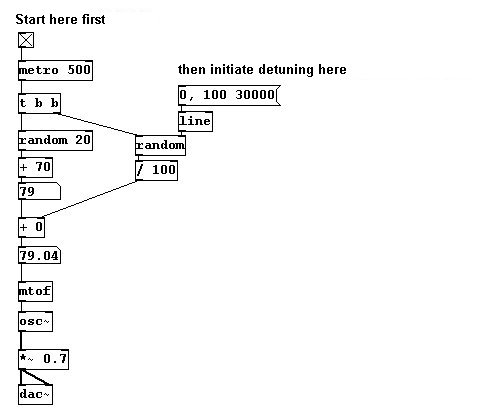 Start here first
metro 500
then initiate detuning here
0, 100 30000
t b b
line
random 20
random
+ 70
/ 100
79
+ 0
79.04
mtof
osc~
*~ 0.7
dac~